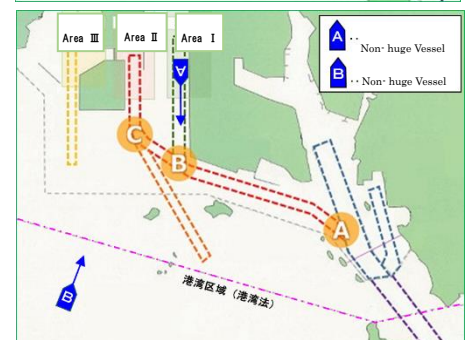 Area Ⅲ
Area Ⅱ
Area Ⅰ
A
‥
Non- huge Vessel
B
‥Non- huge Vessel
A
C
B
A
B
港湾区域（港湾法）